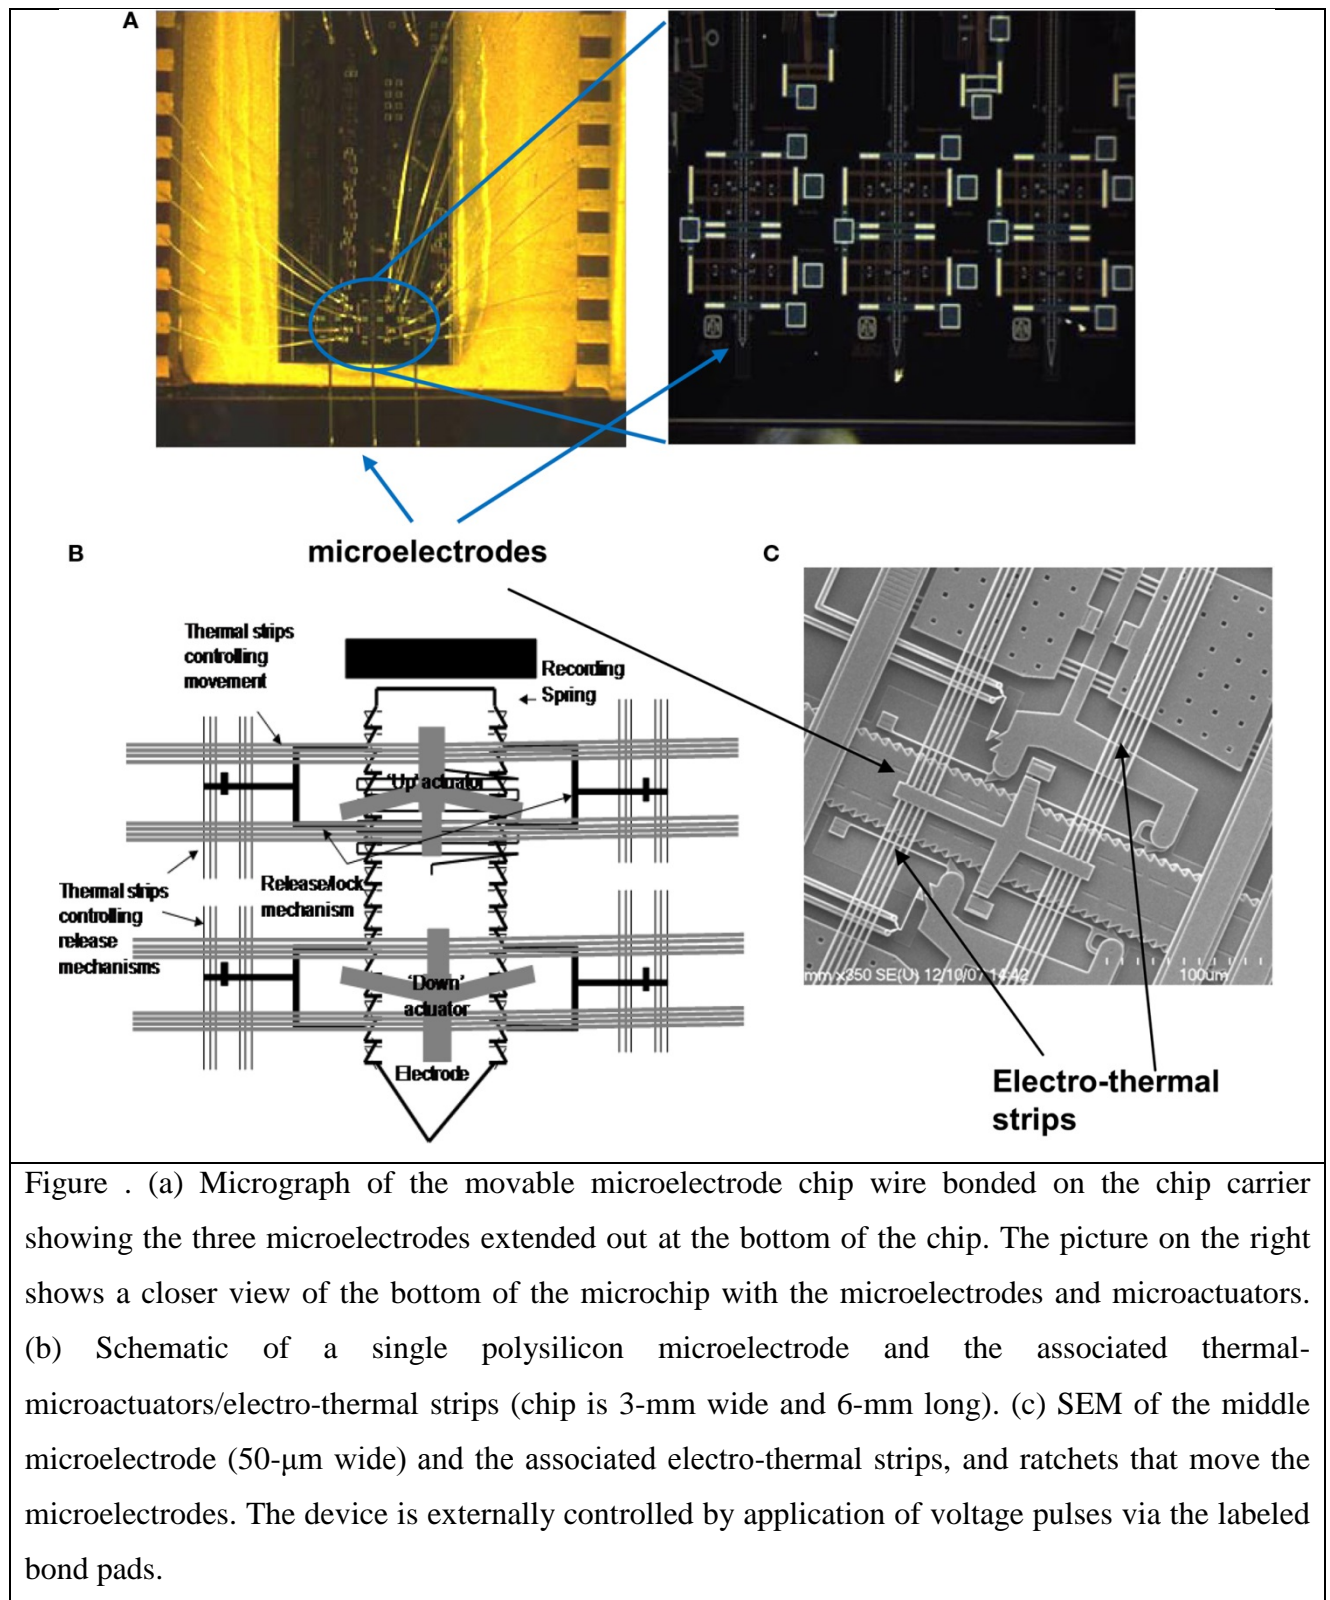 A
microelectrodes
B
C
Thermal strips
controlling
movement
Recording
Spring
'Up' actuator
Thermal strips
controlling
release
mechanisms
Release/lock
mechanism
'Down'
actuator
Electrode
mm x350 SE(U) 12/10/07 14:42
100um
Electro-thermal
strips
Figure . (a) Micrograph of the movable microelectrode chip wire bonded on the chip carrier
showing the three microelectrodes extended out at the bottom of the chip. The picture on the right
shows a closer view of the bottom of the microchip with the microelectrodes and microactuators.
(b) Schematic of a single polysilicon microelectrode and the associated thermal-
microactuators/electro-thermal strips (chip is 3-mm wide and 6-mm long). (c) SEM of the middle
microelectrode (50-μm wide) and the associated electro-thermal strips, and ratchets that move the
microelectrodes. The device is externally controlled by application of voltage pulses via the labeled
bond pads.